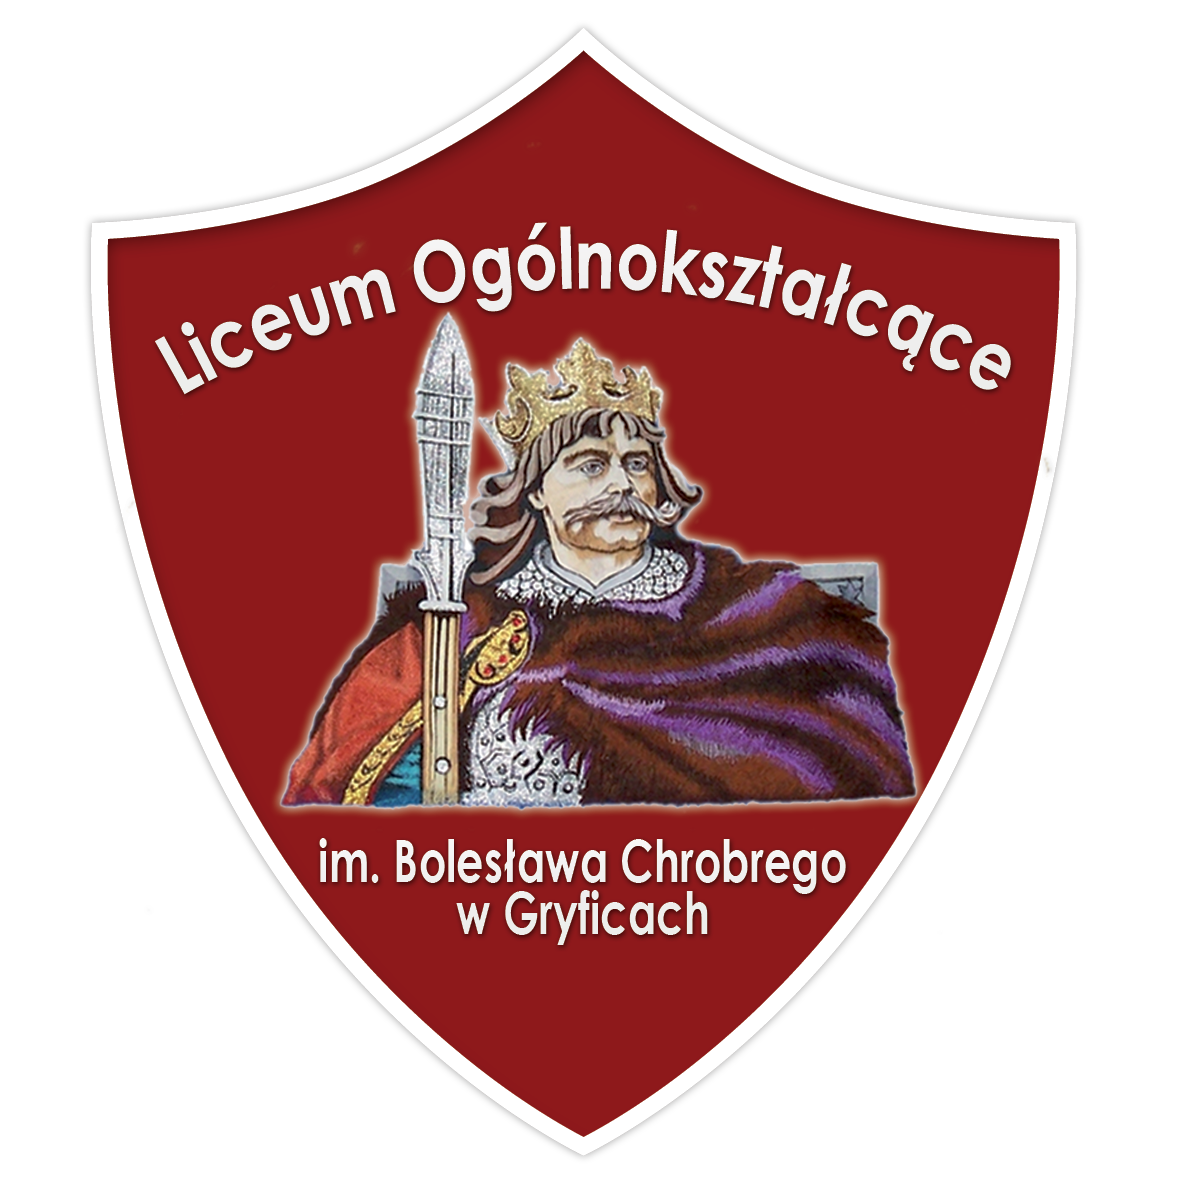 Liceum Ogólnokształcące
im. Bolesława Chrobrego
w Gryficach